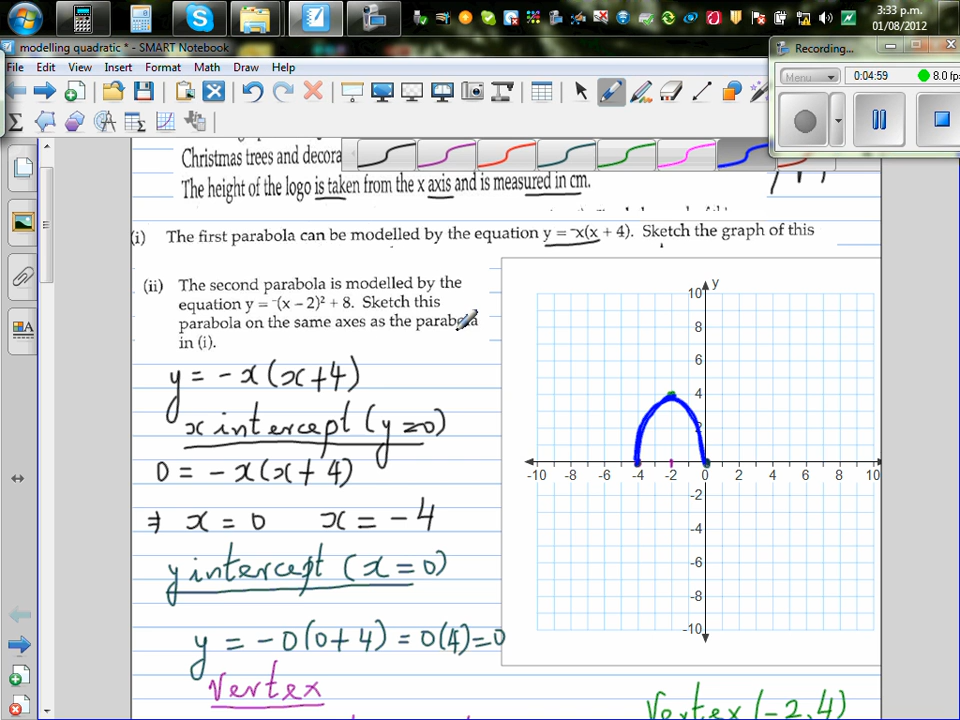 3:33 p.m.
01/08/2012
modelling quadratic * - SMART Notebook
Recording...
File Edit View Insert Format Math Draw Help
Menu
0:04:59
8.0 fp
Christmas trees and decora
The height of the logo is taken from the x axis and is measured in cm.
(i) The first parabola can be modelled by the equation y = ⁻x(x + 4). Sketch the graph of this
(ii) The second parabola is modelled by the
equation y = ⁻(x – 2)² + 8. Sketch this
parabola on the same axes as the parabola
in (i).
y = -x(x+4)
x intercept (y=0)
0 = -x(x+4)
⇒ x = 0 x = -4
y intercept (x=0)
y = -0(0+4) = 0(4)=0
Vertex
y
10
8
6
4
2
-10 -8 -6 -4 -2 0 2 4 6 8 10
-2
-4
-6
-8
-10
Vertex (-2,4)